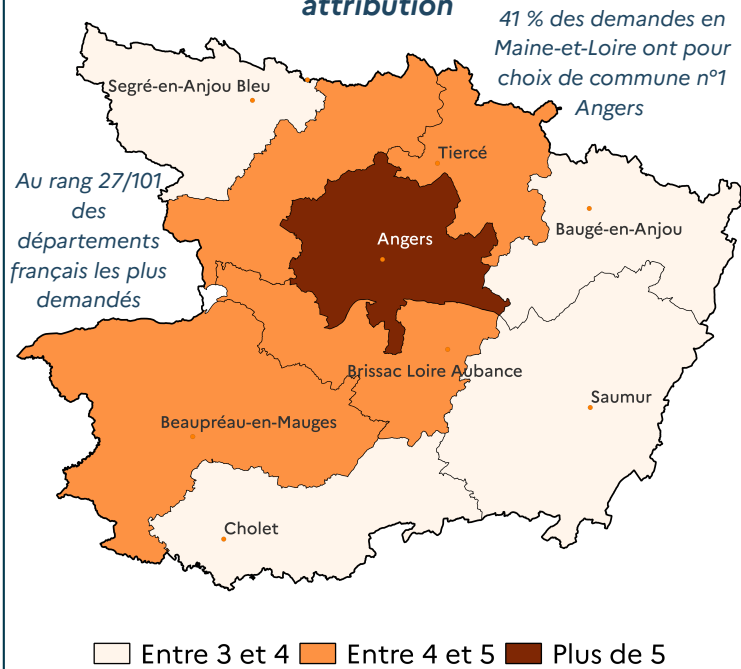 attribution
41 % des demandes en
Maine-et-Loire ont pour
choix de commune n°1
Angers
Segré-en-Anjou Bleu
Tiercé
Au rang 27/101
des
départements
français les plus
demandés
Baugé-en-Anjou
Angers
Brissac Loire Aubance
Saumur
Beaupréau-en-Mauges
Cholet
Entre 3 et 4 Entre 4 et 5 Plus de 5